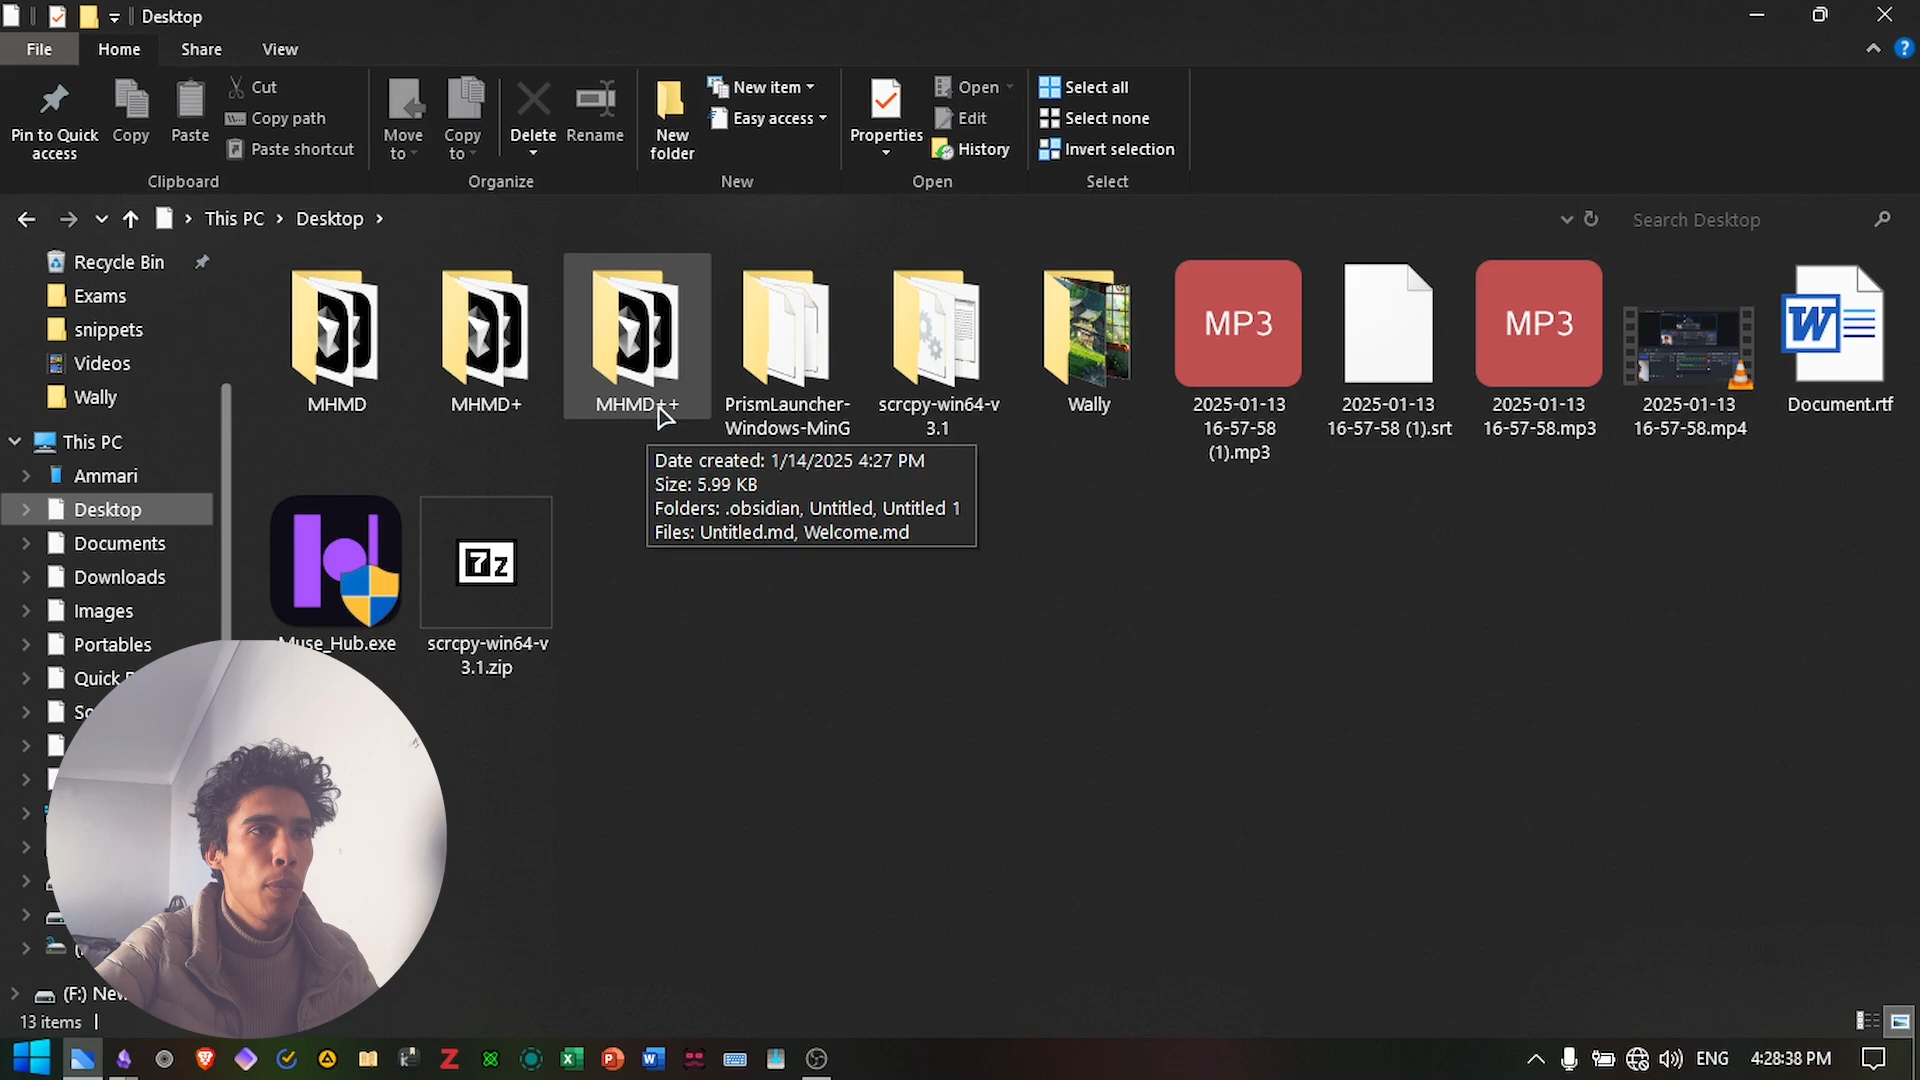 Desktop
File
Home
Share
View
Pin to Quick
access
Copy
Paste
Cut
Copy path
Paste shortcut
Clipboard
Move
to
Copy
to
Delete
Rename
Organize
New
folder
New item
Easy access
New
Properties
Open
Edit
History
Open
Select all
Select none
Invert selection
Select
This PC
Desktop
Search Desktop
Recycle Bin
Exams
snippets
Videos
Wally
This PC
Ammari
Desktop
Documents
Downloads
Images
Portables
Quick
(F:)
MHMD
MHMD+
MHMD++
PrismLauncher-
Windows-MinG
scrcpy-win64-v
3.1
Wally
MP3
2025-01-13
16-57-58
(1).mp3
2025-01-13
16-57-58 (1).srt
MP3
2025-01-13
16-57-58.mp3
2025-01-13
16-57-58.mp4
W
Document.rtf
Date created: 1/14/2025 4:27 PM
Size: 5.99 KB
Folders: .obsidian, Untitled, Untitled 1
Files: Untitled.md, Welcome.md
Muse_Hub.exe
7z
scrcpy-win64-v
3.1.zip
13 items
ENG
4:28:38 PM